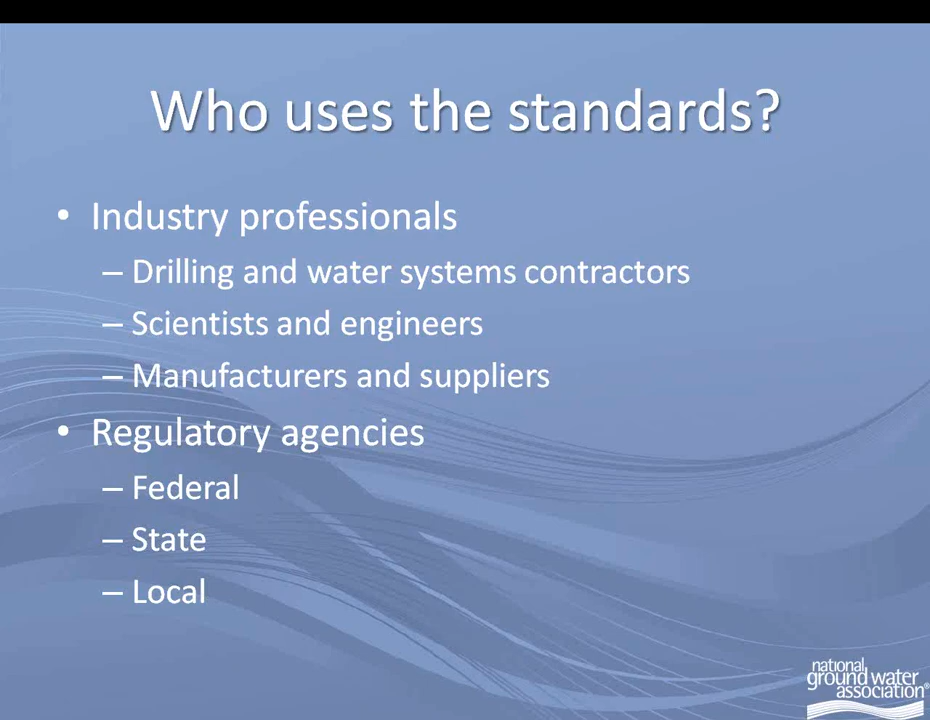 Who uses the standards?
• Industry professionals
– Drilling and water systems contractors
– Scientists and engineers
– Manufacturers and suppliers
• Regulatory agencies
– Federal
– State
– Local
national
ground water
association®